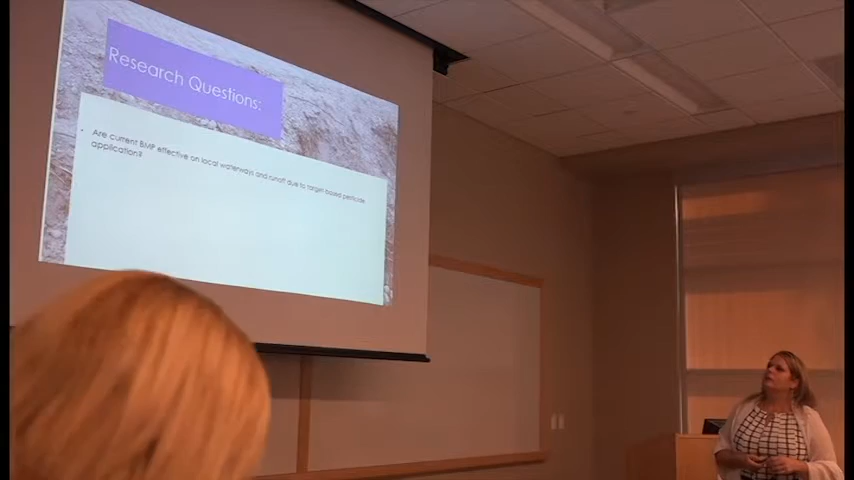 Research Questions:
Are current BMP effective on local waterways and runoff due to target based pesticide
application?